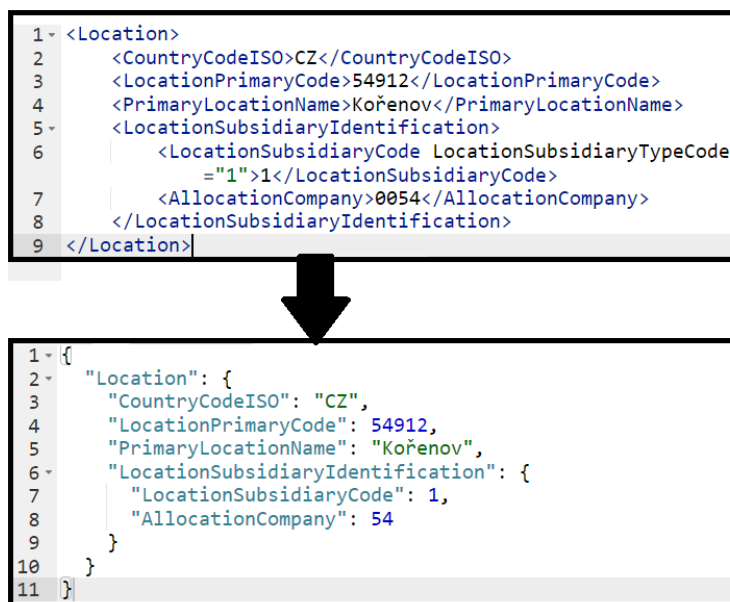 1 <Location>
2 <CountryCodeISO>CZ</CountryCodeISO>
3 <LocationPrimaryCode>54912</LocationPrimaryCode>
4 <PrimaryLocationName>Kořenov</PrimaryLocationName>
5 <LocationSubsidiaryIdentification>
6 <LocationSubsidiaryCode LocationSubsidiaryTypeCode
="1">1</LocationSubsidiaryCode>
7 <AllocationCompany>0054</AllocationCompany>
8 </LocationSubsidiaryIdentification>
9 </Location>
1 {
2 "Location": {
3 "CountryCodeISO": "CZ",
4 "LocationPrimaryCode": 54912,
5 "PrimaryLocationName": "Kořenov",
6 "LocationSubsidiaryIdentification": {
7 "LocationSubsidiaryCode": 1,
8 "AllocationCompany": 54
9 }
10 }
11 }